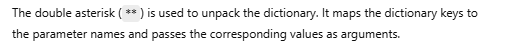 The double asterisk ( ** ) is used to unpack the dictionary. It maps the dictionary keys to
the parameter names and passes the corresponding values as arguments.